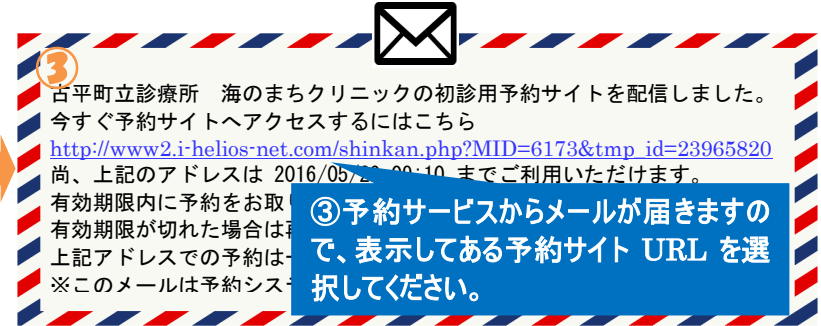 ③
古平町立診療所　海のまちクリニックの初診用予約サイトを配信しました。
今すぐ予約サイトへアクセスするにはこちら
http://www2.i-helios-net.com/shinkan.php?MID=6173&tmp_id=23965820
尚、上記のアドレスは 2016/05/2 09:10 までご利用いただけます。
有効期限内に予約をお取
有効期限が切れた場合は
上記アドレスでの予約は
※このメールは予約シス
③予約サービスからメールが届きますの
で、表示してある予約サイト URL を選
択してください。